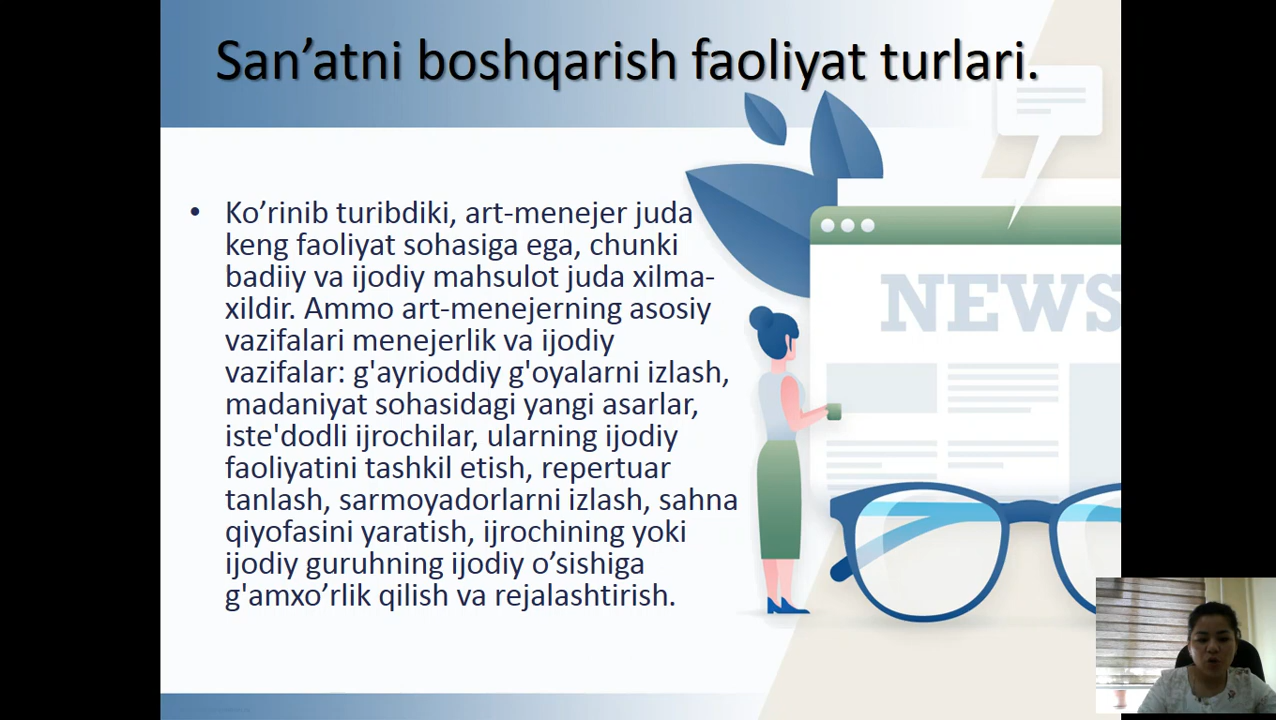 San’atni boshqarish faoliyat turlari.
• Ko’rinib turibdiki, art-menejer juda
keng faoliyat sohasiga ega, chunki
badiiy va ijodiy mahsulot juda xilma-
xildir. Ammo art-menejerning asosiy
vazifalari menejerlik va ijodiy
vazifalar: g'ayrioddiy g'oyalarni izlash,
madaniyat sohasidagi yangi asarlar,
iste'dodli ijrochilar, ularning ijodiy
faoliyatini tashkil etish, repertuar
tanlash, sarmoyadorlarni izlash, sahna
qiyofasini yaratish, ijrochining yoki
ijodiy guruhning ijodiy o’sishiga
g'amxo’rlik qilish va rejalashtirish.
NEWS